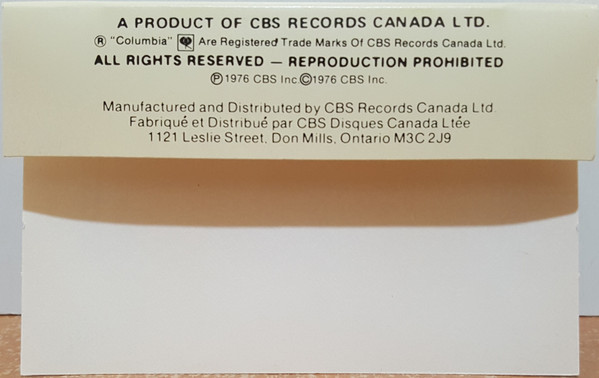 A PRODUCT OF CBS RECORDS CANADA LTD.
® "Columbia" Are Registered Trade Marks Of CBS Records Canada Ltd.
ALL RIGHTS RESERVED — REPRODUCTION PROHIBITED
℗1976 CBS Inc.©1976 CBS Inc.
Manufactured and Distributed by CBS Records Canada Ltd.
Fabriqué et Distribué par CBS Disques Canada Ltée
1121 Leslie Street, Don Mills, Ontario M3C 2J9